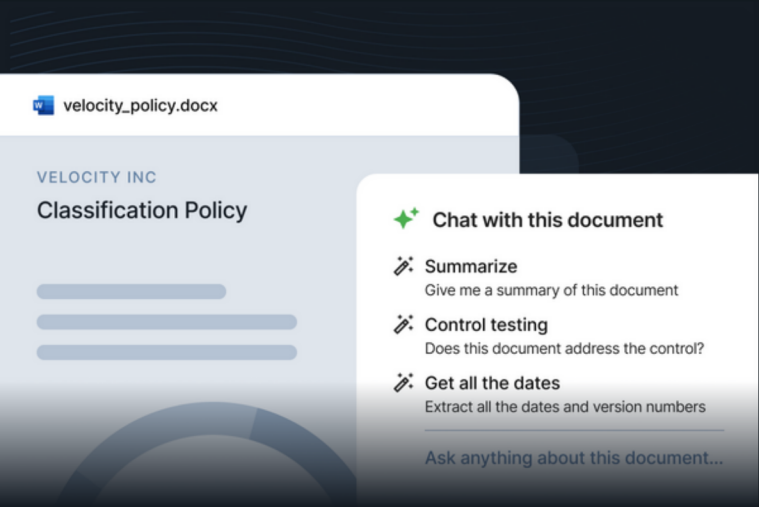 velocity_policy.docx
VELOCITY INC
Classification Policy
Chat with this document
Summarize
Give me a summary of this document
Control testing
Does this document address the control?
Get all the dates
Extract all the dates and version numbers
Ask anything about this document...